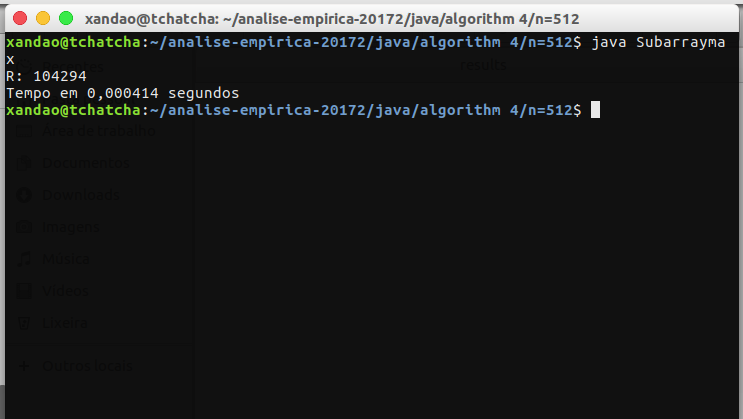 xandao@tchatcha: ~/analise-empirica-20172/java/algorithm 4/n=512
xandao@tchatcha:~/analise-empirica-20172/java/algorithm 4/n=512$ java Subarrayma
x
R: 104294
Tempo em 0,000414 segundos
xandao@tchatcha:~/analise-empirica-20172/java/algorithm 4/n=512$
results
Recentes
Área de trabalho
Documentos
Downloads
Imagens
Música
Vídeos
Lixeira
Outros locais